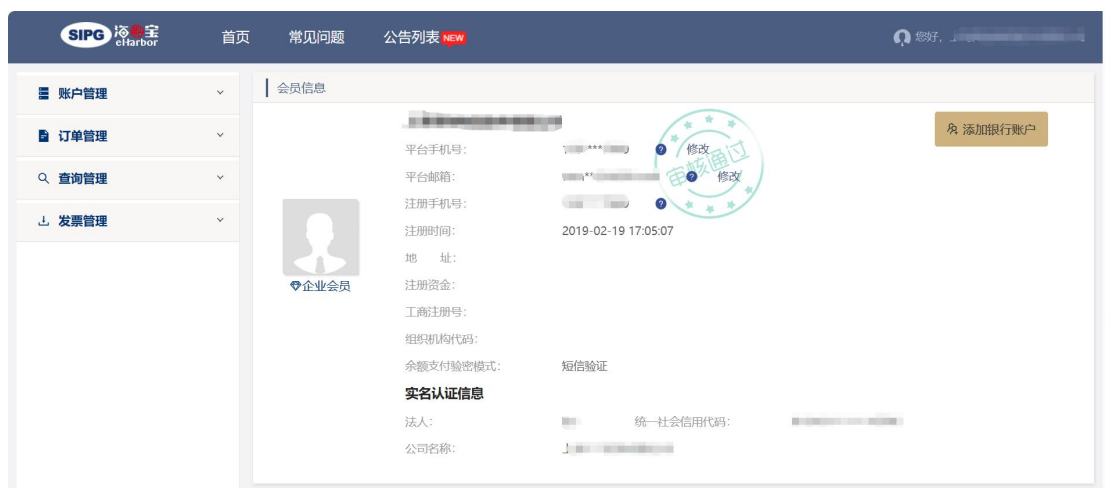 SIPG 海 宝 首页 常见问题 公告列表 NEW 您好，
eHarbor
账户管理
订单管理
查询管理
发票管理
会员信息
添加银行账户
平台手机号： *** 修改
平台邮箱： ** 修改
审核通过
注册手机号：
注册时间： 2019-02-19 17:05:07
地 址：
企业会员
注册资金：
工商注册号：
组织机构代码：
余额支付验密模式： 短信验证
实名认证信息
法人： 统一社会信用代码：
公司名称：